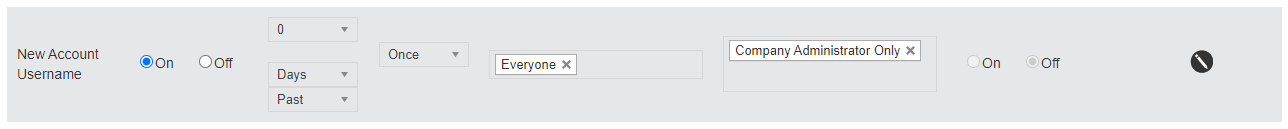 New Account
Username
On
Off
0
Days
Past
Once
Everyone
Company Administrator Only
On
Off